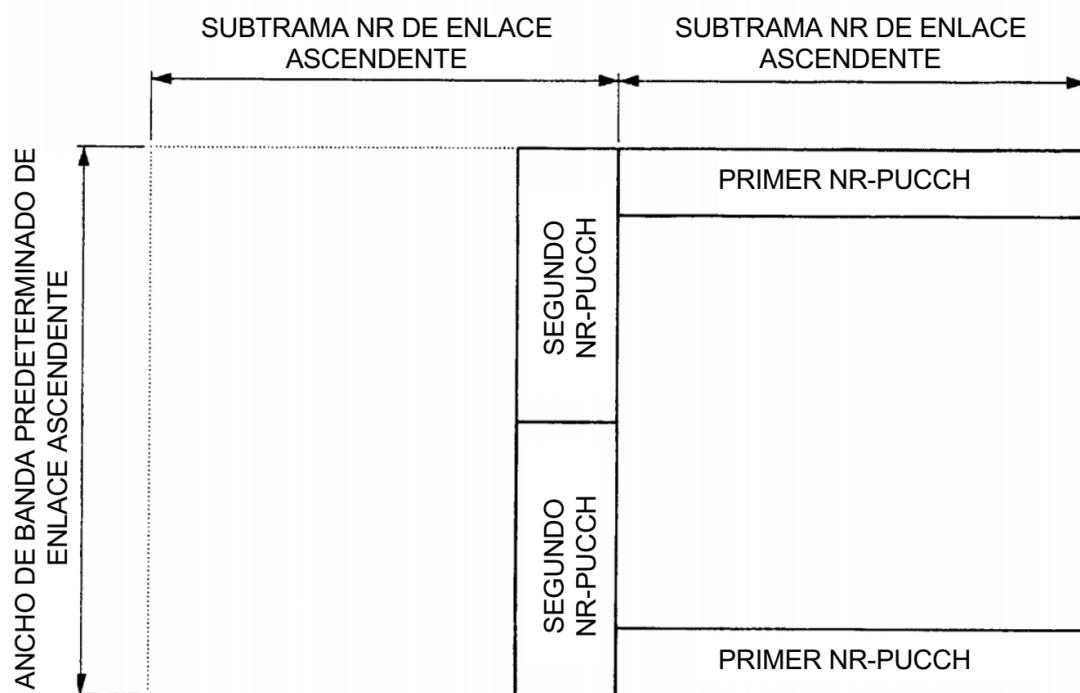 SUBTRAMA NR DE ENLACE
ASCENDENTE
SUBTRAMA NR DE ENLACE
ASCENDENTE
ANCHO DE BANDA PREDETERMINADO DE
ENLACE ASCENDENTE
SEGUNDO
NR-PUCCH
SEGUNDO
NR-PUCCH
PRIMER NR-PUCCH
PRIMER NR-PUCCH